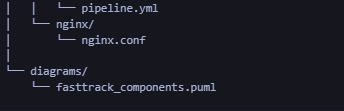 │   │   └── pipeline.yml
│   └── nginx/
│       └── nginx.conf
│
└── diagrams/
    └── fasttrack_components.puml